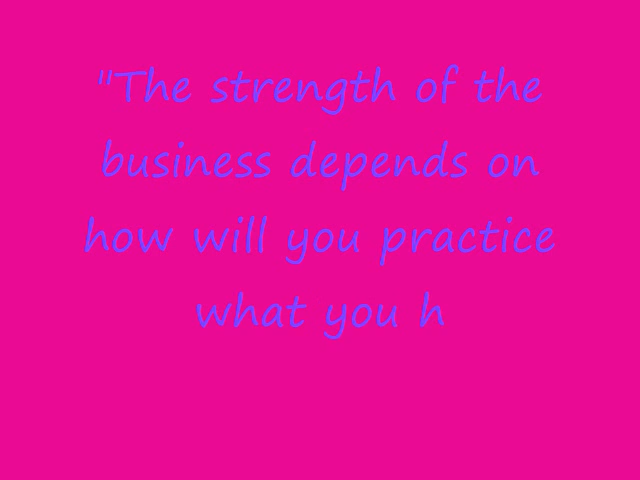 "The strength of the
business depends on
how will you practice
what you h